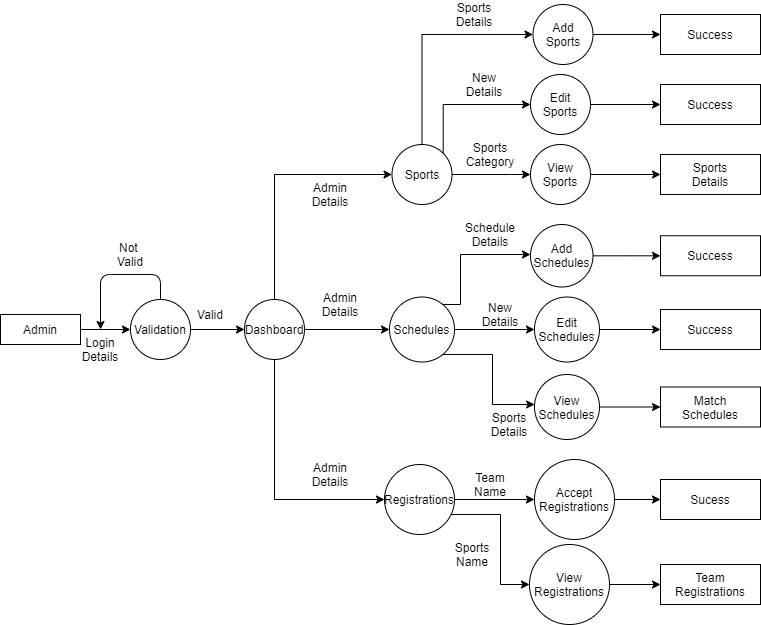 Sports
Details
Add
Sports
Success
New
Details
Edit
Sports
Success
Sports
Category
Sports
View
Sports
Sports
Details
Admin
Details
Schedule
Details
Add
Schedules
Success
Not
Valid
Admin
Details
New
Details
Valid
Admin
Validation
Dashboard
Schedules
Edit
Schedules
Success
Login
Details
View
Schedules
Match
Schedules
Sports
Details
Admin
Details
Team
Name
Registrations
Accept
Registrations
Sucess
Sports
Name
View
Registrations
Team
Registrations